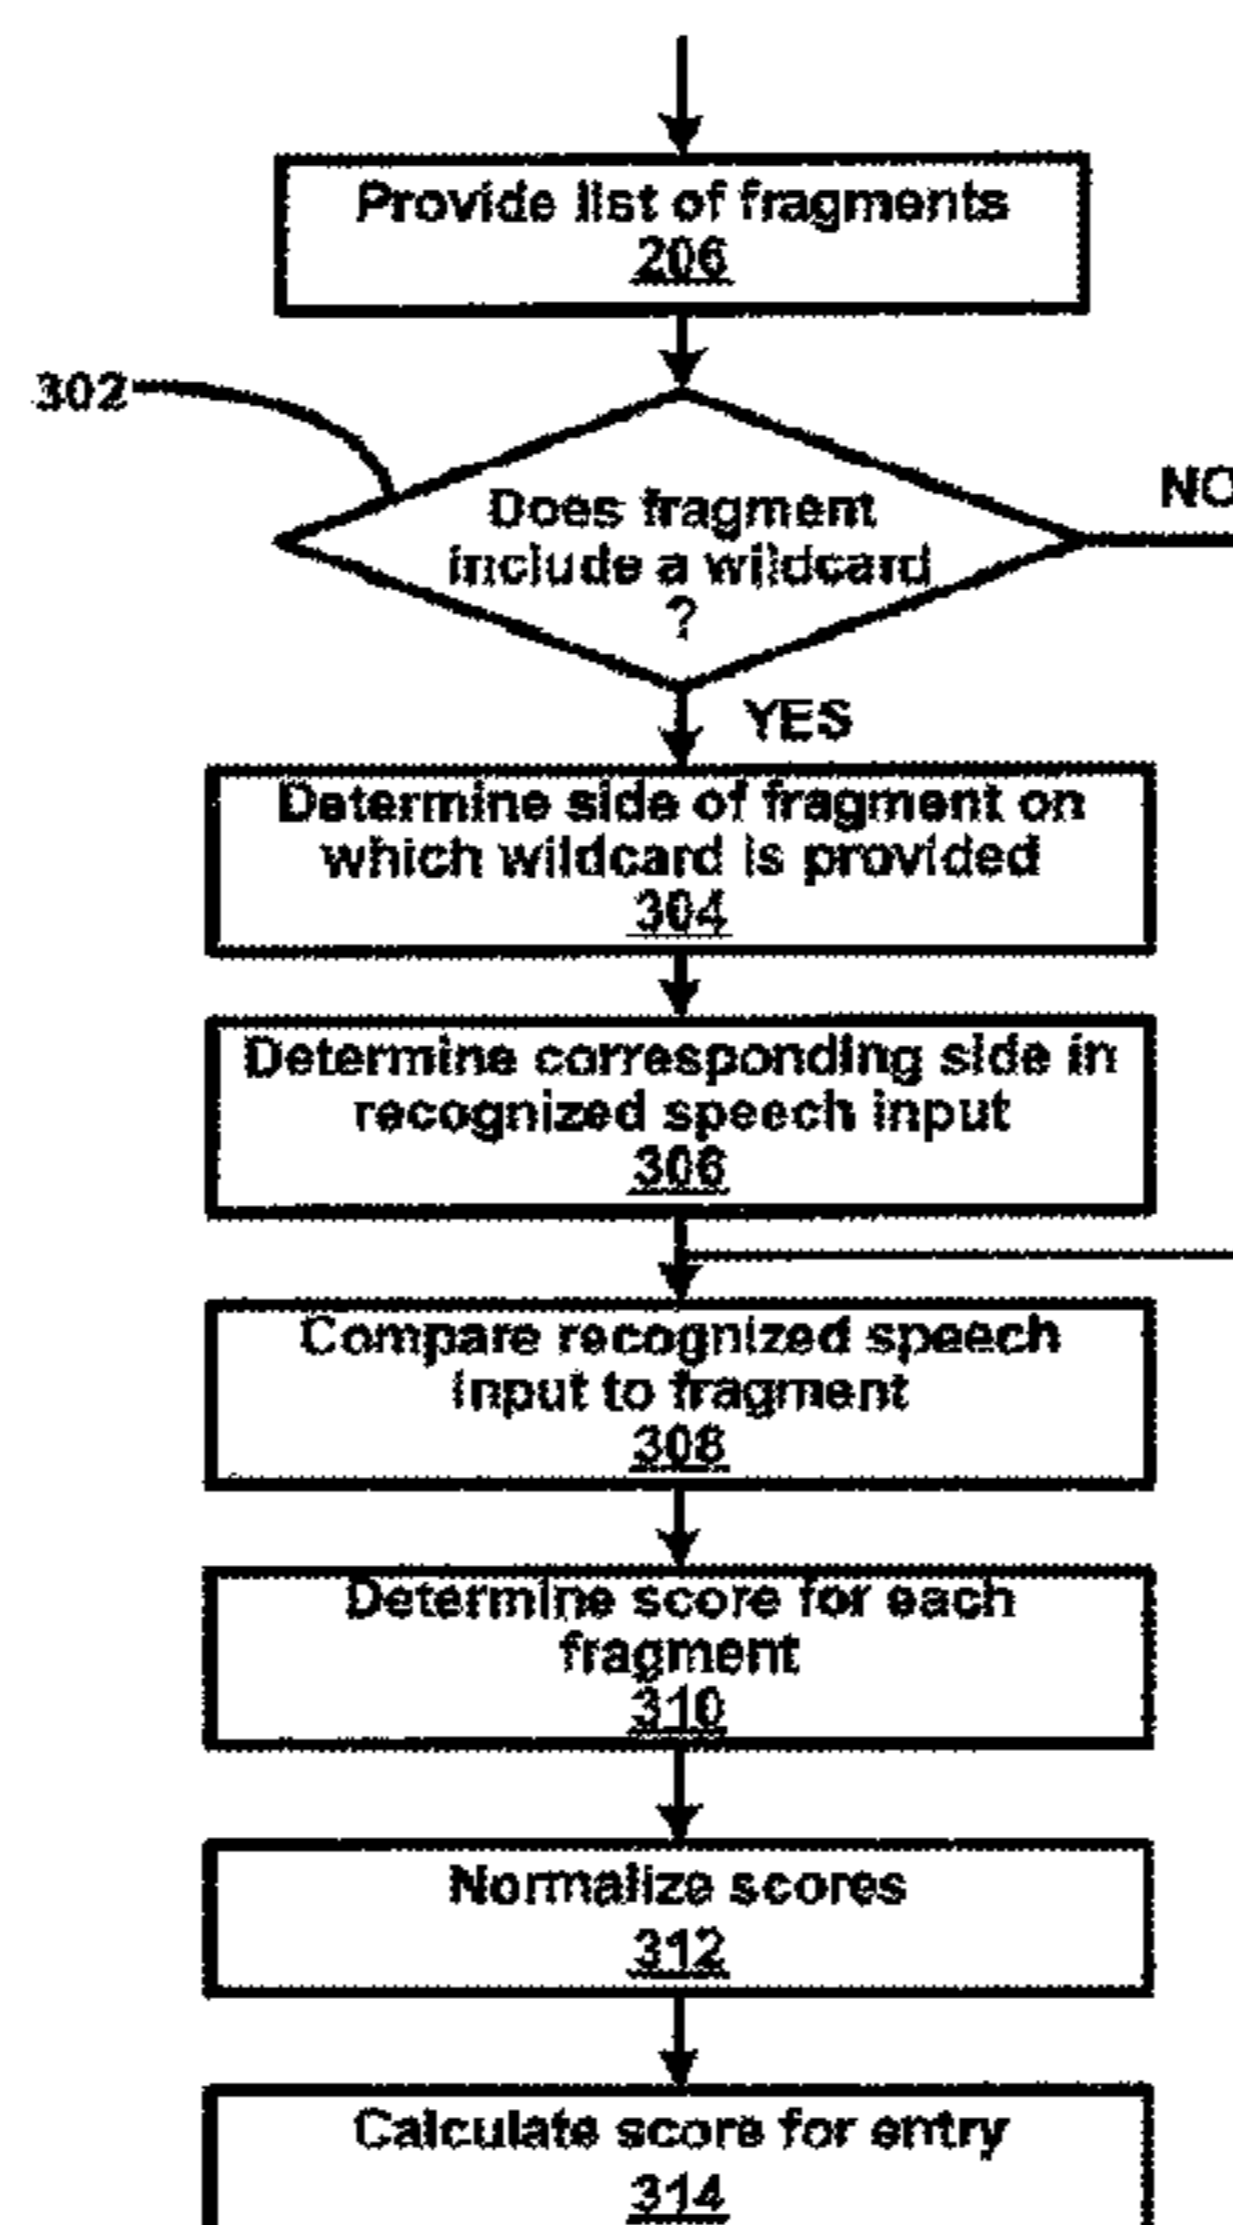 Provide list of fragments
206
302
NO
Does fragment
include a wildcard
?
YES
Determine side of fragment on
which wildcard is provided
304
Determine corresponding side in
recognized speech input
306
Compare recognized speech
input to fragment
308
Determine score for each
fragment
310
Normalize scores
312
Calculate score for entry
314